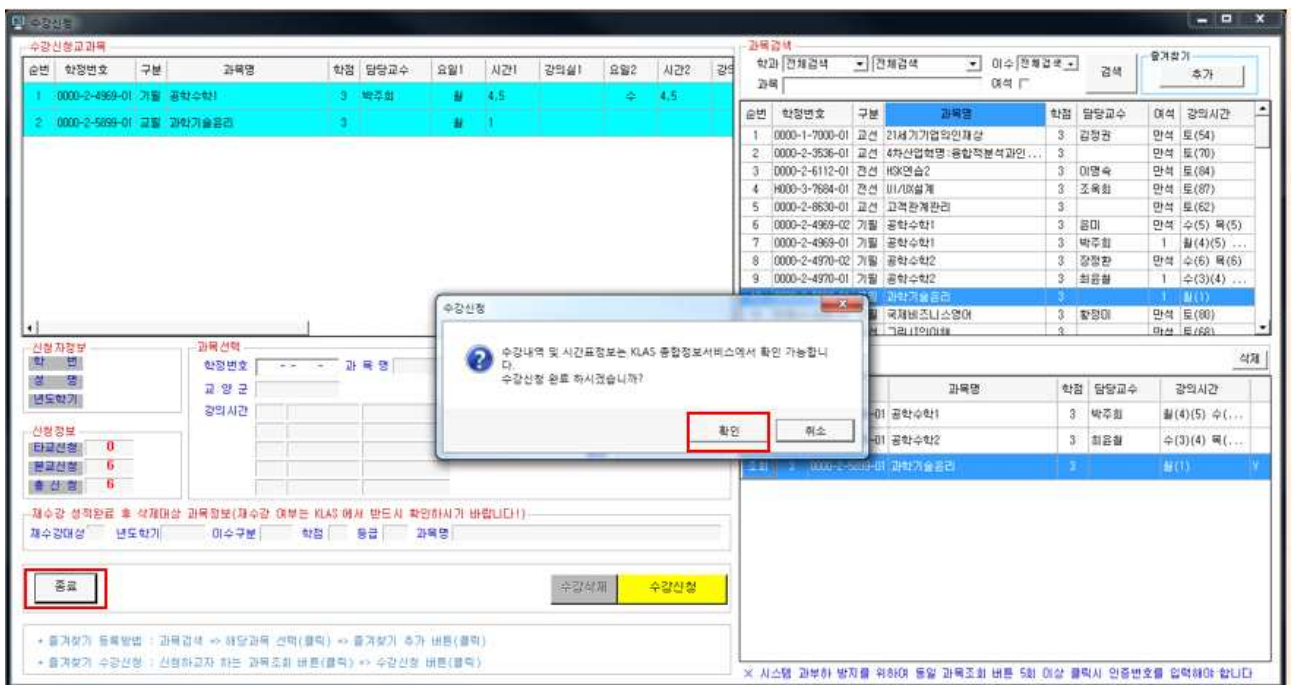 수강신청
수강신청교과목
순번 학정번호 구분 과목명 학점 담당교수 요일1 시간1 강의실1 요일2 시간2
1 0000-2-4969-01 기필 공학수학1 3 박주희 월 4,5 수 4,5
2 0000-2-5899-01 교필 과학기술윤리 3 월 1
과목검색
학과 전체검색 전체검색 이수 전체검색 검색
과목 여석
즐겨찾기
추가
순번 학정번호 구분 과목명 학점 담당교수 여석 강의시간
1 0000-1-7000-01 교선 21세기기업의인재상 3 김정권 만석 토(54)
2 0000-2-3536-01 교선 4차산업혁명:융합적분석과인... 3 만석 토(70)
3 0000-2-6112-01 전선 HSK연습2 3 이명숙 만석 토(84)
4 H000-3-7684-01 전선 UI/UX설계 3 조옥희 만석 토(87)
5 0000-2-8630-01 교선 고객관계관리 3 만석 토(62)
6 0000-2-4969-02 기필 공학수학1 3 음미 만석 수(5) 목(5)
7 0000-2-4969-01 기필 공학수학1 3 박주희 1 월(4)(5) ...
8 0000-2-4970-02 기필 공학수학2 3 장정환 만석 수(6) 목(6)
9 0000-2-4970-01 기필 공학수학2 3 최윤철 1 수(3)(4) ...
과학기술윤리 3 1 월(1)
국제비즈니스영어 3 황정미 만석 토(80)
그리스의이해 3 만석 토(68)
수강신청
수강내역 및 시간표정보는 KLAS 종합정보서비스에서 확인 가능합니
다.
수강신청 완료 하시겠습니까?
확인 취소
신청자정보
학 번
성 명
년도학기
신청정보
타교신청 0
본교신청 6
총 신 청 6
과목선택
학정번호 -- - 과 목 명
교 양 군
강의시간
삭제
과목명 학점 담당교수 강의시간
-01 공학수학1 3 박주희 월(4)(5) 수(...
-01 공학수학2 3 최윤철 수(3)(4) 목(...
조회 3 0000-2-5899-01 과학기술윤리 3 월(1) Y
재수강 성적완료 후 삭제대상 과목정보(재수강 여부는 KLAS 에서 반드시 확인하시기 바랍니다!)
재수강대상 년도학기 이수구분 학점 등급 과목명
종료 수강삭제 수강신청
* 즐겨찾기 등록방법 : 과목검색 => 해당과목 선택(클릭) => 즐겨찾기 추가 버튼(클릭)
* 즐겨찾기 수강신청 : 신청하고자 하는 과목조회 버튼(클릭) => 수강신청 버튼(클릭)
※ 시스템 과부하 방지를 위하여 동일 과목조회 버튼 5회 이상 클릭시 인증번호를 입력해야 합니다